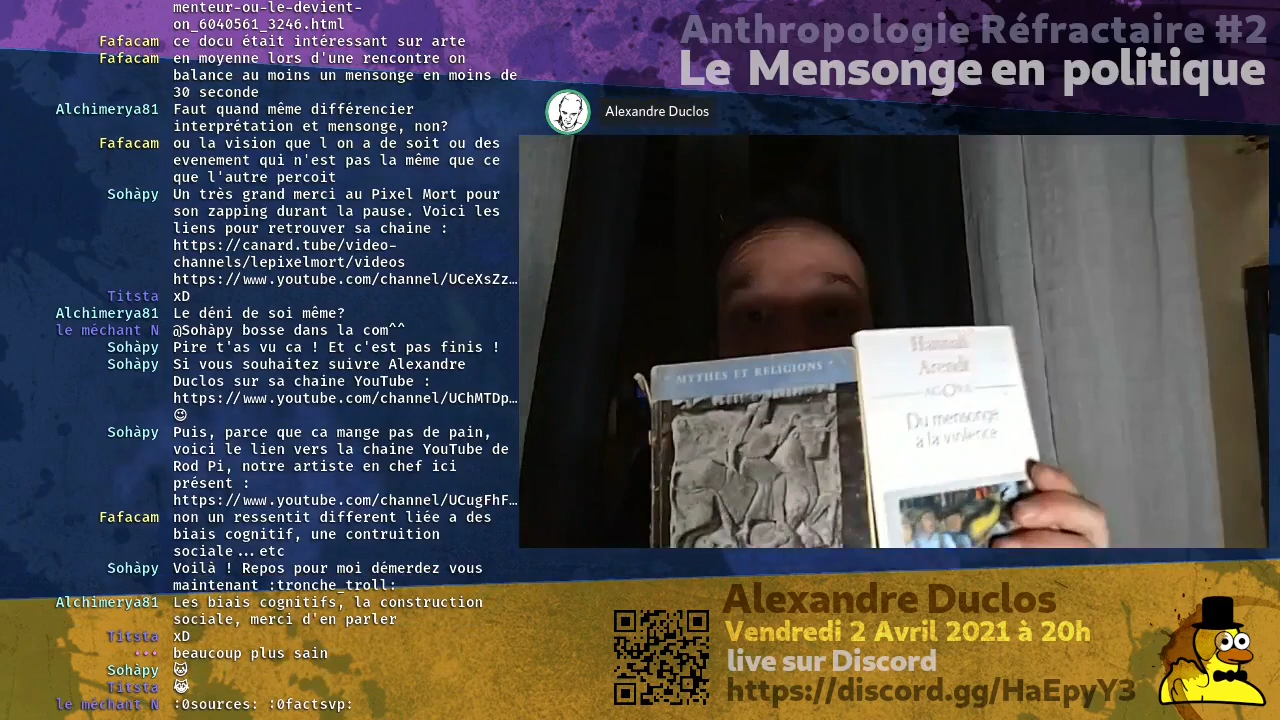 menteur-ou-le-devient-
on_6040561_3246.html
Fafacam ce docu était intéressant sur arte
Fafacam en moyenne lors d'une rencontre on
balance au moins un mensonge en moins de
30 seconde
Alchimerya81 Faut quand même différencier
interprétation et mensonge, non?
Fafacam ou la vision que l on a de soit ou des
evenement qui n'est pas la même que ce
que l'autre percoit
Sohàpy Un très grand merci au Pixel Mort pour
son zapping durant la pause. Voici les
liens pour retrouver sa chaine :
https://canard.tube/video-
channels/lepixelmort/videos
https://www.youtube.com/channel/UCeXsZz…
Titsta xD
Alchimerya81 Le déni de soi même?
le méchant N @Sohàpy bosse dans la com^^
Sohàpy Pire t'as vu ca ! Et c'est pas finis !
Sohàpy Si vous souhaitez suivre Alexandre
Duclos sur sa chaine YouTube :
https://www.youtube.com/channel/UChMTDp…
😉
Sohàpy Puis, parce que ca mange pas de pain,
voici le lien vers la chaine YouTube de
Rod Pi, notre artiste en chef ici
présent :
https://www.youtube.com/channel/UCugFhF…
Fafacam non un ressentit different liée a des
biais cognitif, une contruition
sociale...etc
Sohàpy Voilà ! Repos pour moi démerdez vous
maintenant :tronche_troll:
Alchimerya81 Les biais cognitifs, la construction
sociale, merci d'en parler
Titsta xD
••• beaucoup plus sain
Sohàpy 😺
Titsta 😹
le méchant N :0sources: :0factsvp:
Anthropologie Réfractaire #2
Le Mensonge en politique
Alexandre Duclos
MYTHES ET RELIGIONS
Hannah
Arendt
AGORA
Du mensonge
à la violence
Alexandre Duclos
Vendredi 2 Avril 2021 à 20h
live sur Discord
https://discord.gg/HaEpyY3